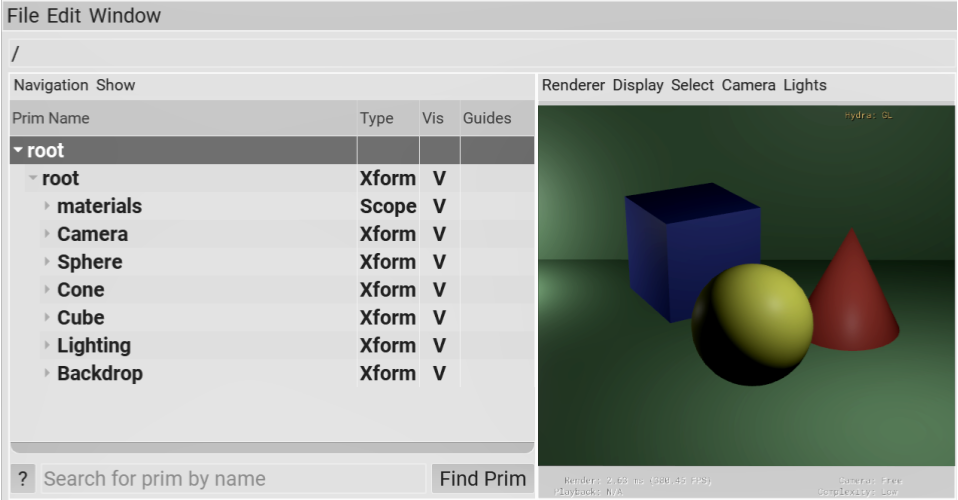 File Edit Window
/
Navigation Show
Prim Name Type Vis Guides
root
root Xform V
materials Scope V
Camera Xform V
Sphere Xform V
Cone Xform V
Cube Xform V
Lighting Xform V
Backdrop Xform V
? Search for prim by name Find Prim
Renderer Display Select Camera Lights
Hydra: GL
Render: 2.63 ms (380.45 FPS)
Playback: N/A
Camera: Free
Complexity: Low